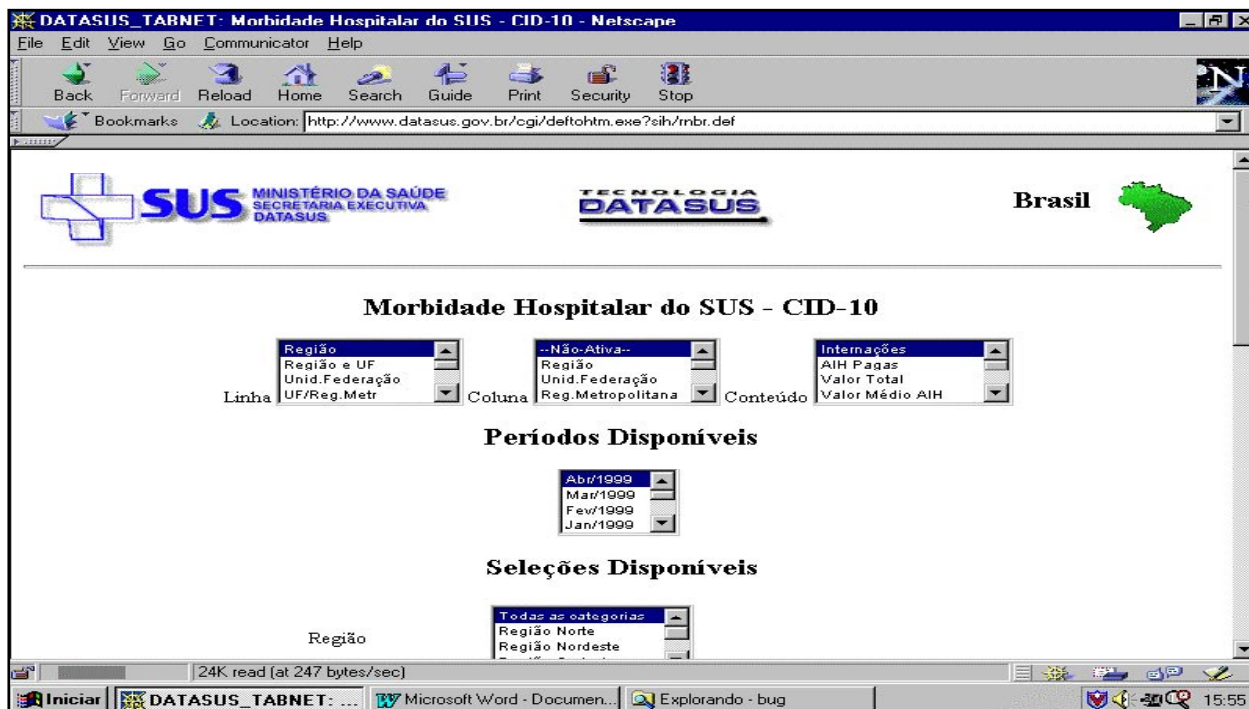 DATASUS_TABNET: Morbidade Hospitalar do SUS - CID-10 - Netscape
File Edit View Go Communicator Help
Back Forward Reload Home Search Guide Print Security Stop
Bookmarks Location: http://www.datasus.gov.br/cgi/deftohtm.exe?sih/mbr.def
SUS
MINISTÉRIO DA SAÚDE
SECRETARIA EXECUTIVA
DATASUS
TECNOLOGIA
DATASUS
Brasil
Morbidade Hospitalar do SUS - CID-10
Linha
Região
Região e UF
Unid.Federação
UF/Reg.Metr
Coluna
--Não-Ativa--
Região
Unid.Federação
Reg.Metropolitana
Conteúdo
Internações
AIH Pagas
Valor Total
Valor Médio AIH
Períodos Disponíveis
Abr/1999
Mar/1999
Fev/1999
Jan/1999
Seleções Disponíveis
Região
Todas as categorias
Região Norte
Região Nordeste
24K read (at 247 bytes/sec)
Iniciar DATASUS_TABNET: ... Microsoft Word - Documen... Explorando - bug 15:55